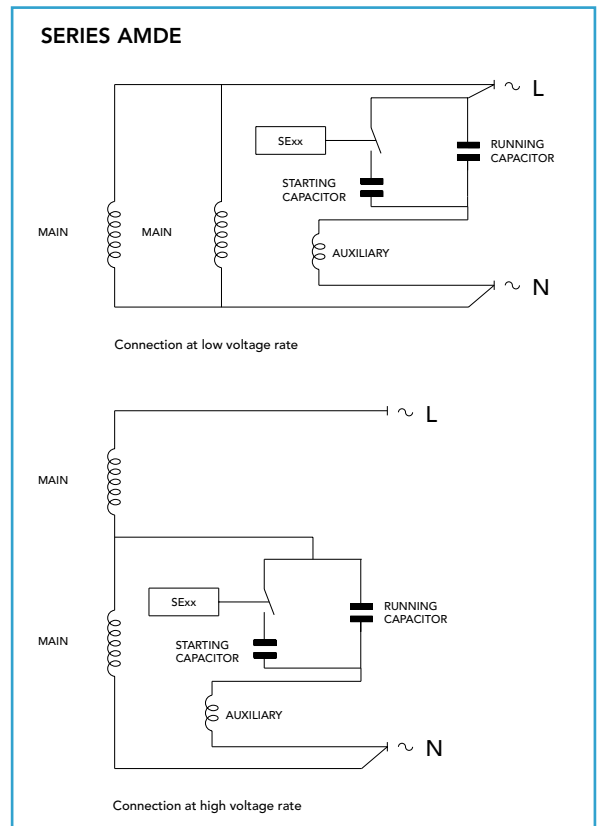 SERIES AMDE
~ L
SExx
RUNNING
CAPACITOR
STARTING
CAPACITOR
MAIN
MAIN
AUXILIARY
~ N
Connection at low voltage rate
~ L
MAIN
SExx
RUNNING
CAPACITOR
MAIN
STARTING
CAPACITOR
AUXILIARY
~ N
Connection at high voltage rate